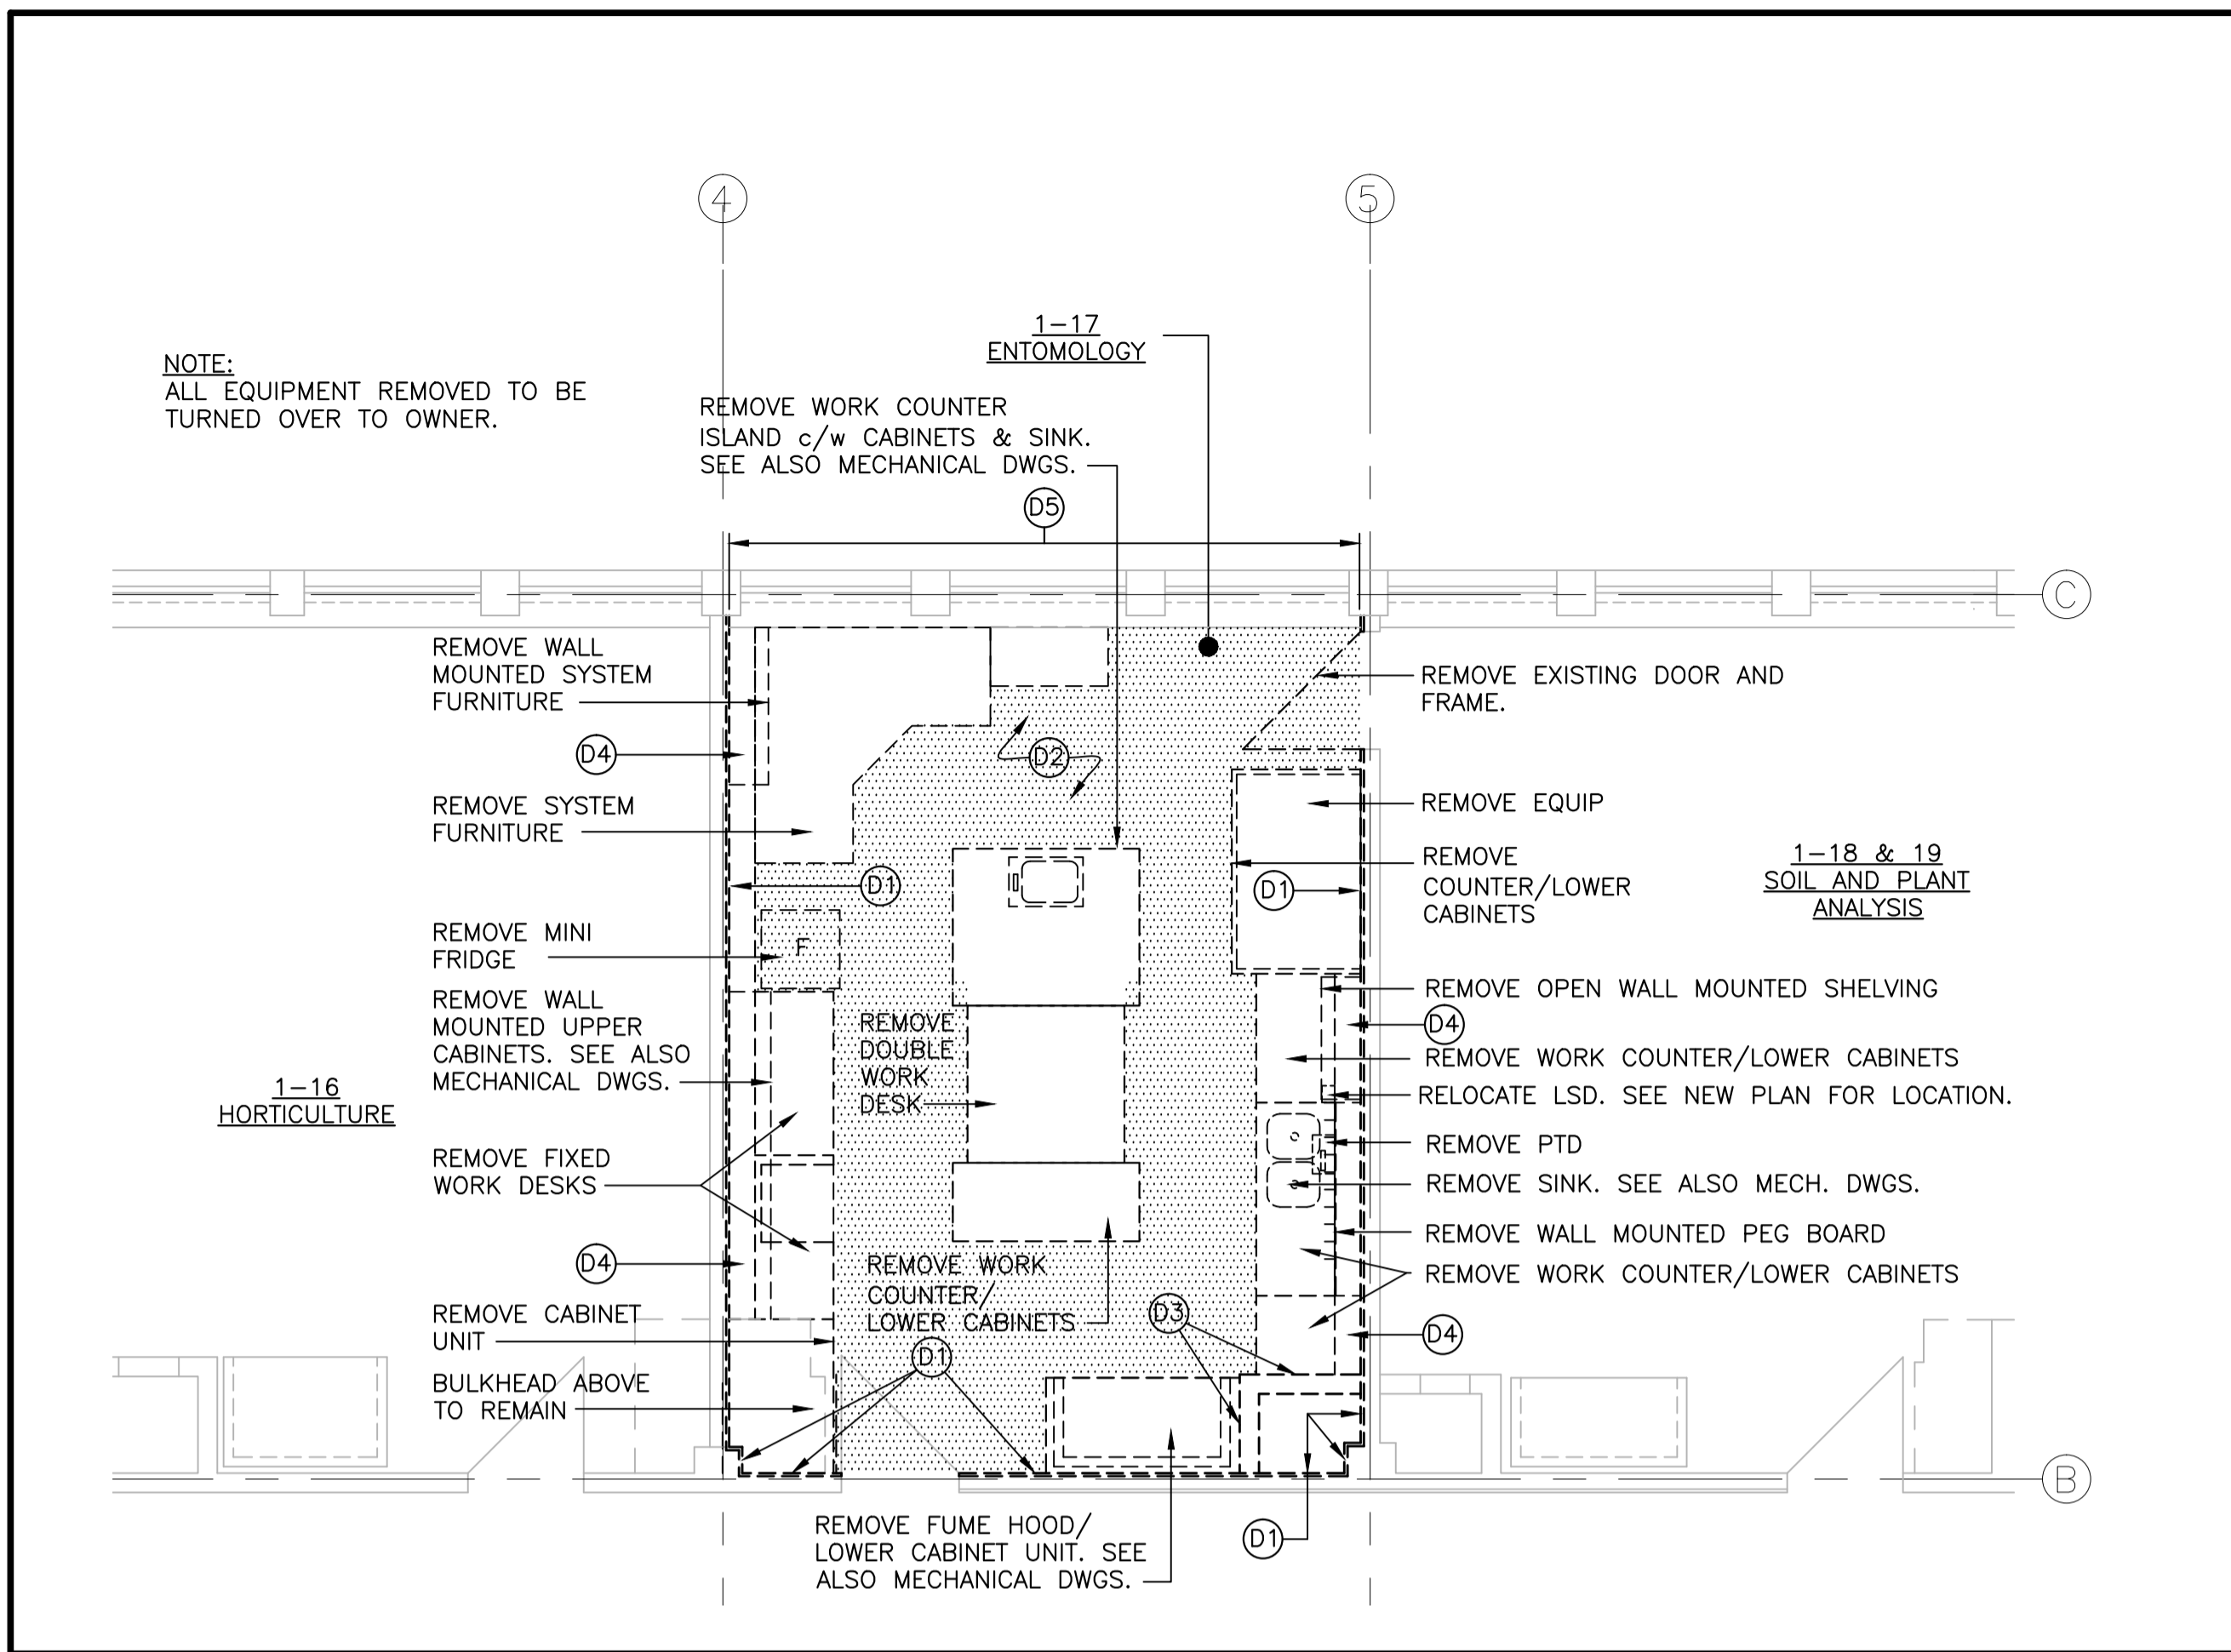 4
5
1-17
ENTOMOLOGY
NOTE:
ALL EQUIPMENT REMOVED TO BE
TURNED OVER TO OWNER.
REMOVE WORK COUNTER
ISLAND c/w CABINETS & SINK.
SEE ALSO MECHANICAL DWGS.
D5
C
REMOVE WALL
MOUNTED SYSTEM
FURNITURE
D4
REMOVE SYSTEM
FURNITURE
D1
REMOVE MINI
FRIDGE
F
REMOVE WALL
MOUNTED UPPER
CABINETS. SEE ALSO
MECHANICAL DWGS.
1-16
HORTICULTURE
REMOVE FIXED
WORK DESKS
D4
REMOVE CABINET
UNIT
BULKHEAD ABOVE
TO REMAIN
D2
REMOVE
DOUBLE
WORK
DESK
REMOVE WORK
COUNTER/
LOWER CABINETS
D1
D3
REMOVE EXISTING DOOR AND
FRAME.
REMOVE EQUIP
REMOVE
COUNTER/LOWER
CABINETS
D1
1-18 & 19
SOIL AND PLANT
ANALYSIS
REMOVE OPEN WALL MOUNTED SHELVING
D4
REMOVE WORK COUNTER/LOWER CABINETS
RELOCATE LSD. SEE NEW PLAN FOR LOCATION.
REMOVE PTD
REMOVE SINK. SEE ALSO MECH. DWGS.
REMOVE WALL MOUNTED PEG BOARD
REMOVE WORK COUNTER/LOWER CABINETS
D4
B
REMOVE FUME HOOD/
LOWER CABINET UNIT. SEE
ALSO MECHANICAL DWGS.
D1